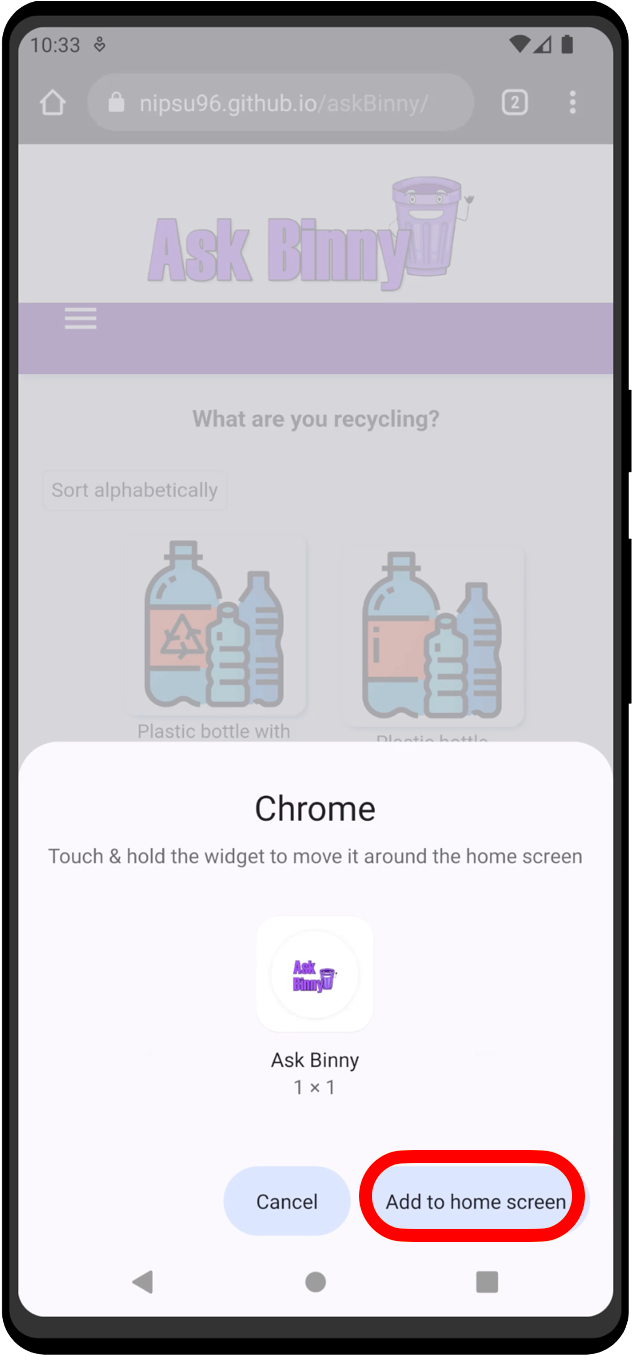 10:33
nipsu96.github.io/askBinny/
2
Ask Binny
What are you recycling?
Sort alphabetically
Plastic bottle with
Plastic bottle
Chrome
Touch & hold the widget to move it around the home screen
Ask
Binny
Ask Binny
1 × 1
Cancel
Add to home screen